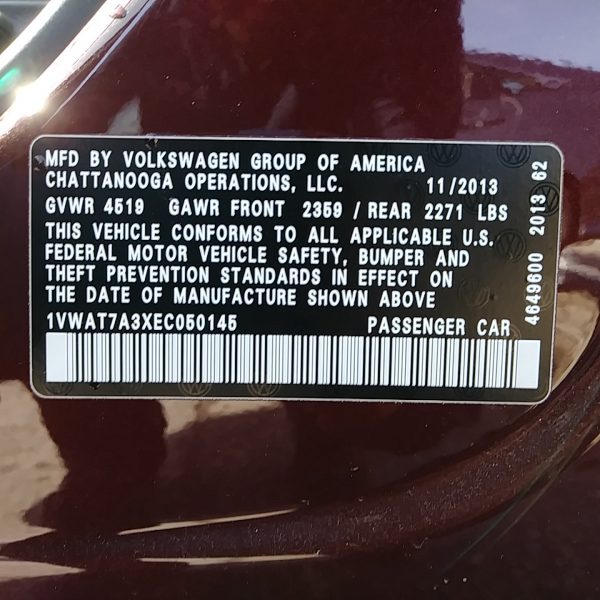 MFD BY VOLKSWAGEN GROUP OF AMERICA
CHATTANOOGA OPERATIONS, LLC. 11/2013
GVWR 4519 GAWR FRONT 2359 / REAR 2271 LBS
THIS VEHICLE CONFORMS TO ALL APPLICABLE U.S.
FEDERAL MOTOR VEHICLE SAFETY, BUMPER AND
THEFT PREVENTION STANDARDS IN EFFECT ON
THE DATE OF MANUFACTURE SHOWN ABOVE
1VWAT7A3XEC050145 PASSENGER CAR
4649600 2013 62